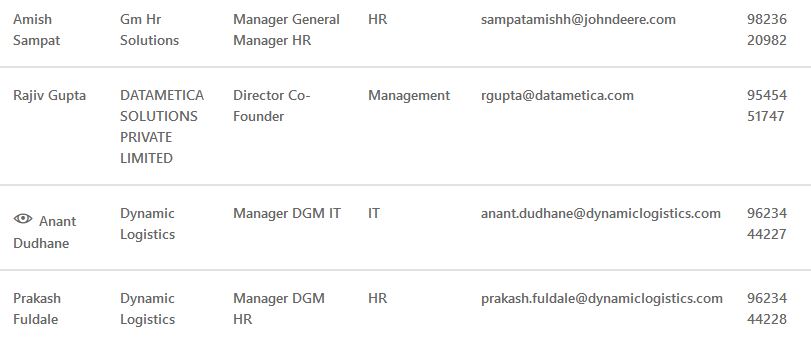 Amish Sampat Gm Hr Solutions Manager General Manager HR HR sampatamishh@johndeere.com 98236 20982
Rajiv Gupta DATAMETICA SOLUTIONS PRIVATE LIMITED Director Co-Founder Management rgupta@datametica.com 95454 51747
Anant Dudhane Dynamic Logistics Manager DGM IT IT anant.dudhane@dynamiclogistics.com 96234 44227
Prakash Fuldale Dynamic Logistics Manager DGM HR HR prakash.fuldale@dynamiclogistics.com 96234 44228